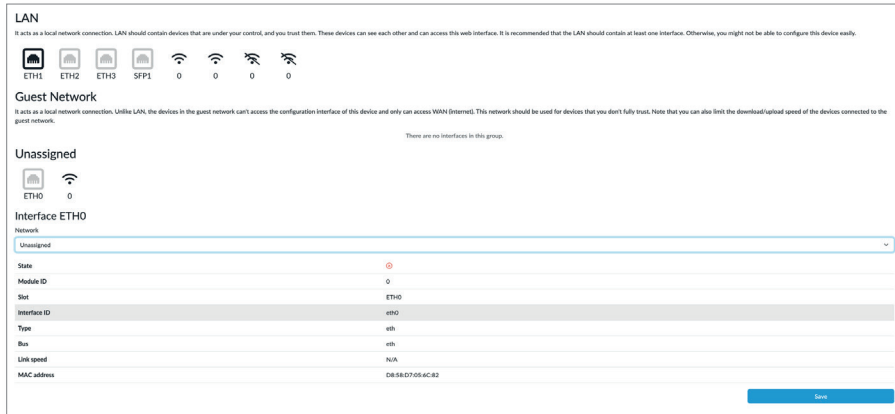 LAN
It acts as a local network connection. LAN should contain devices that are under your control, and you trust them. These devices can see each other and can access this web interface. It is recommended that the LAN should contain at least one interface. Otherwise, you might not be able to configure this device easily.
ETH1 ETH2 ETH3 SFP1 0 0 0 0
Guest Network
It acts as a local network connection. Unlike LAN, the devices in the guest network can't access the configuration interface of this device and only can access WAN (internet). This network should be used for devices that you don't fully trust. Note that you can also limit the download/upload speed of the devices connected to the
guest network.
There are no interfaces in this group.
Unassigned
ETH0 0
Interface ETH0
Network
Unassigned
State
Module ID 0
Slot ETH0
Interface ID eth0
Type eth
Bus eth
Link speed N/A
MAC address D8:58:D7:05:6C:82
Save